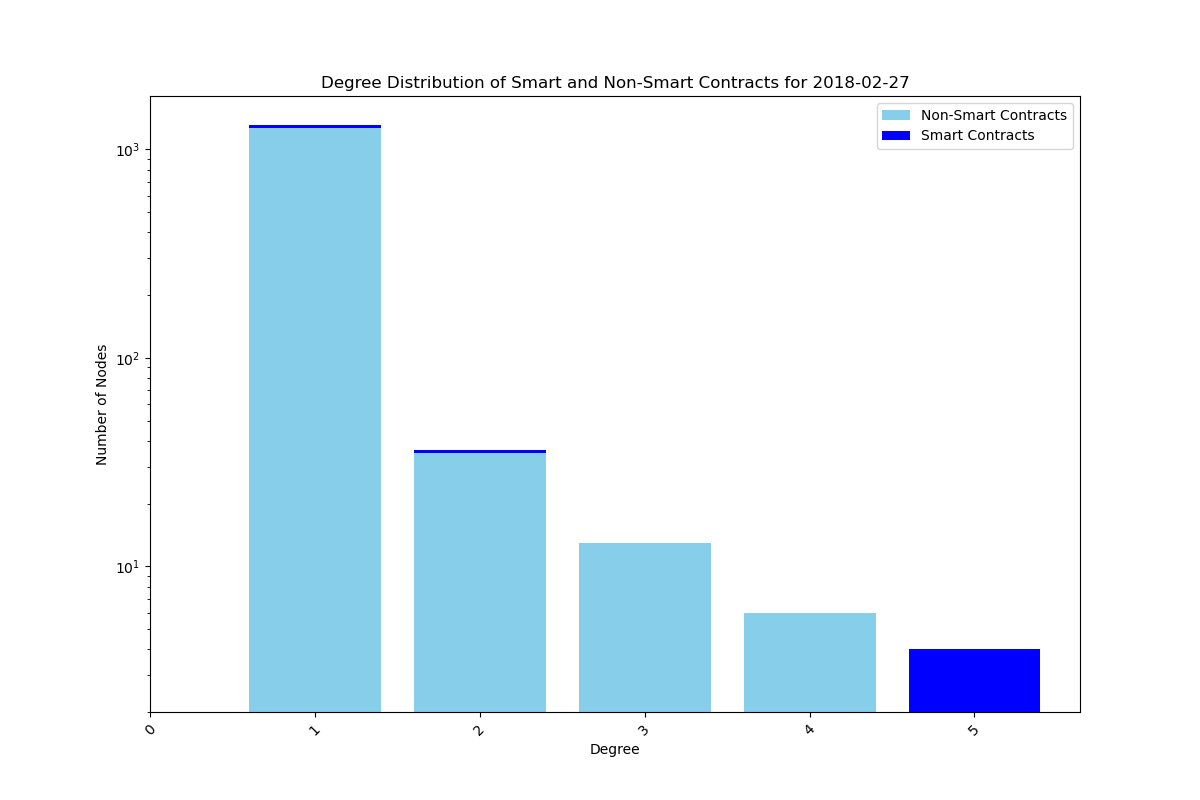 Degree Distribution of Smart and Non-Smart Contracts for 2018-02-27
Non-Smart Contracts
Smart Contracts
Number of Nodes
10³
10²
10¹
0 1 2 3 4 5
Degree